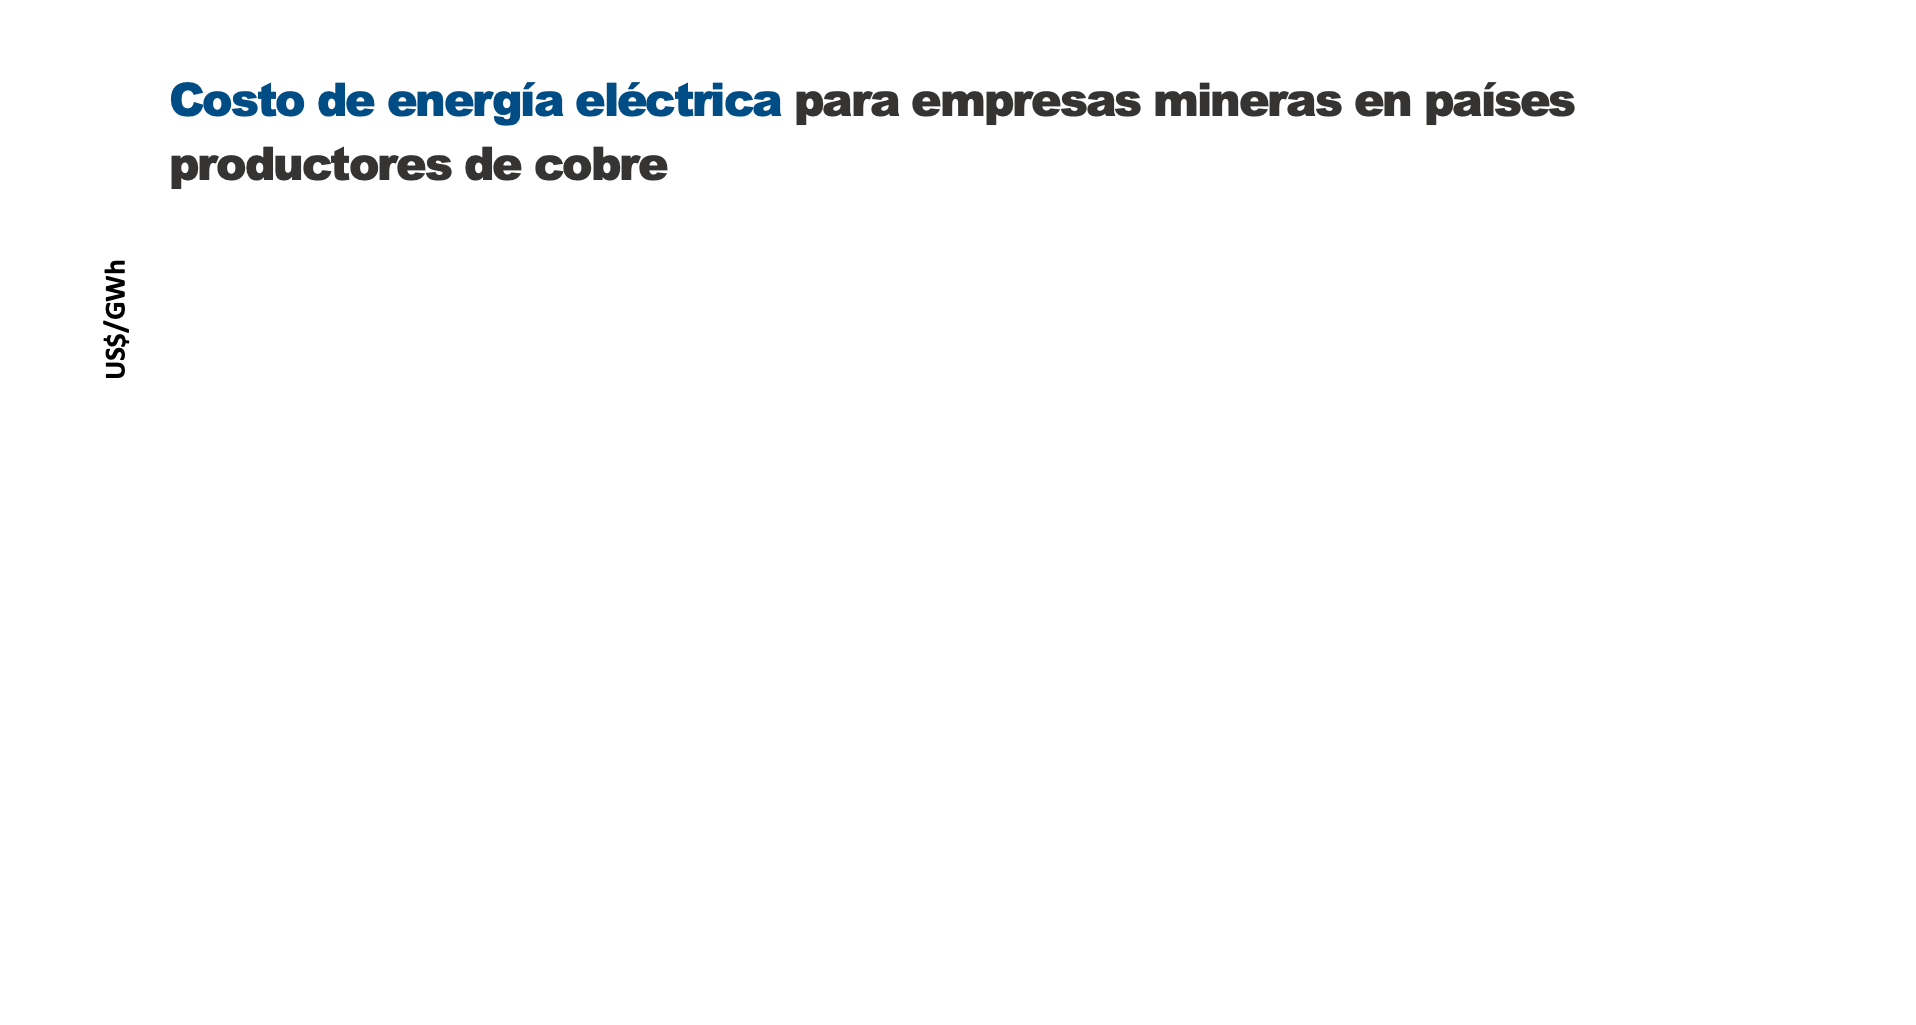 Costo de energía eléctrica para empresas mineras en países
productores de cobre
US$/GWh